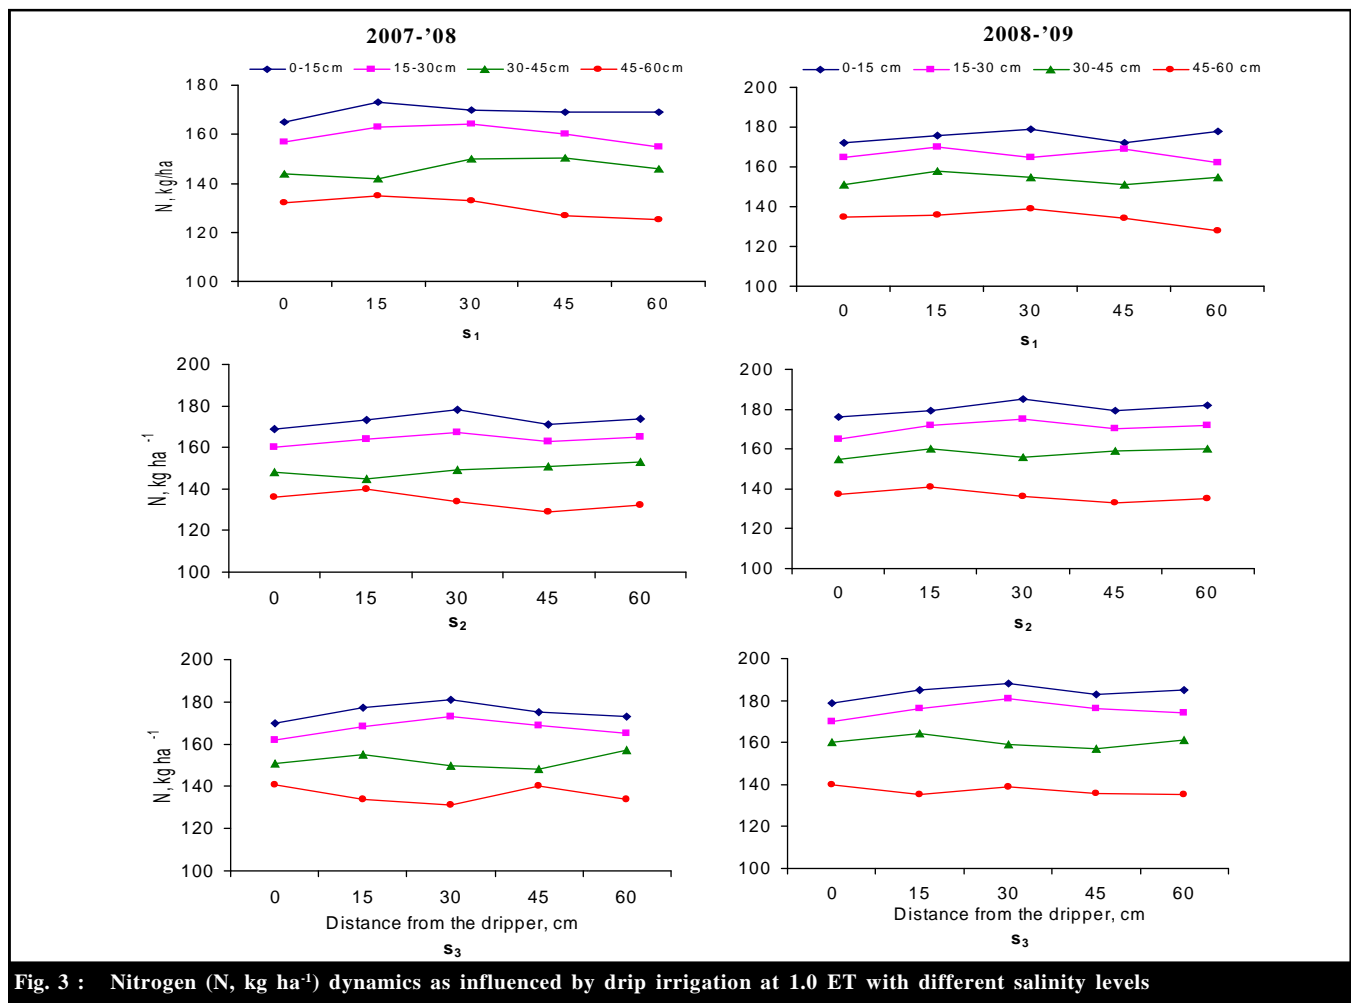 2007-'08
0-15cm 15-30cm 30-45cm 45-60cm
180
160
140
120
100
N, kg/ha
0 15 30 45 60
s1
2008-'09
0-15 cm 15-30 cm 30-45 cm 45-60 cm
200
180
160
140
120
100
0 15 30 45 60
s1
200
180
160
140
120
100
N, kg ha -1
0 15 30 45 60
s2
200
180
160
140
120
100
0 15 30 45 60
s2
200
180
160
140
120
100
N, kg ha -1
0 15 30 45 60
Distance from the dripper, cm
s3
200
180
160
140
120
100
0 15 30 45 60
Distance from the dripper, cm
s3
Fig. 3 : Nitrogen (N, kg ha-1) dynamics as influenced by drip irrigation at 1.0 ET with different salinity levels